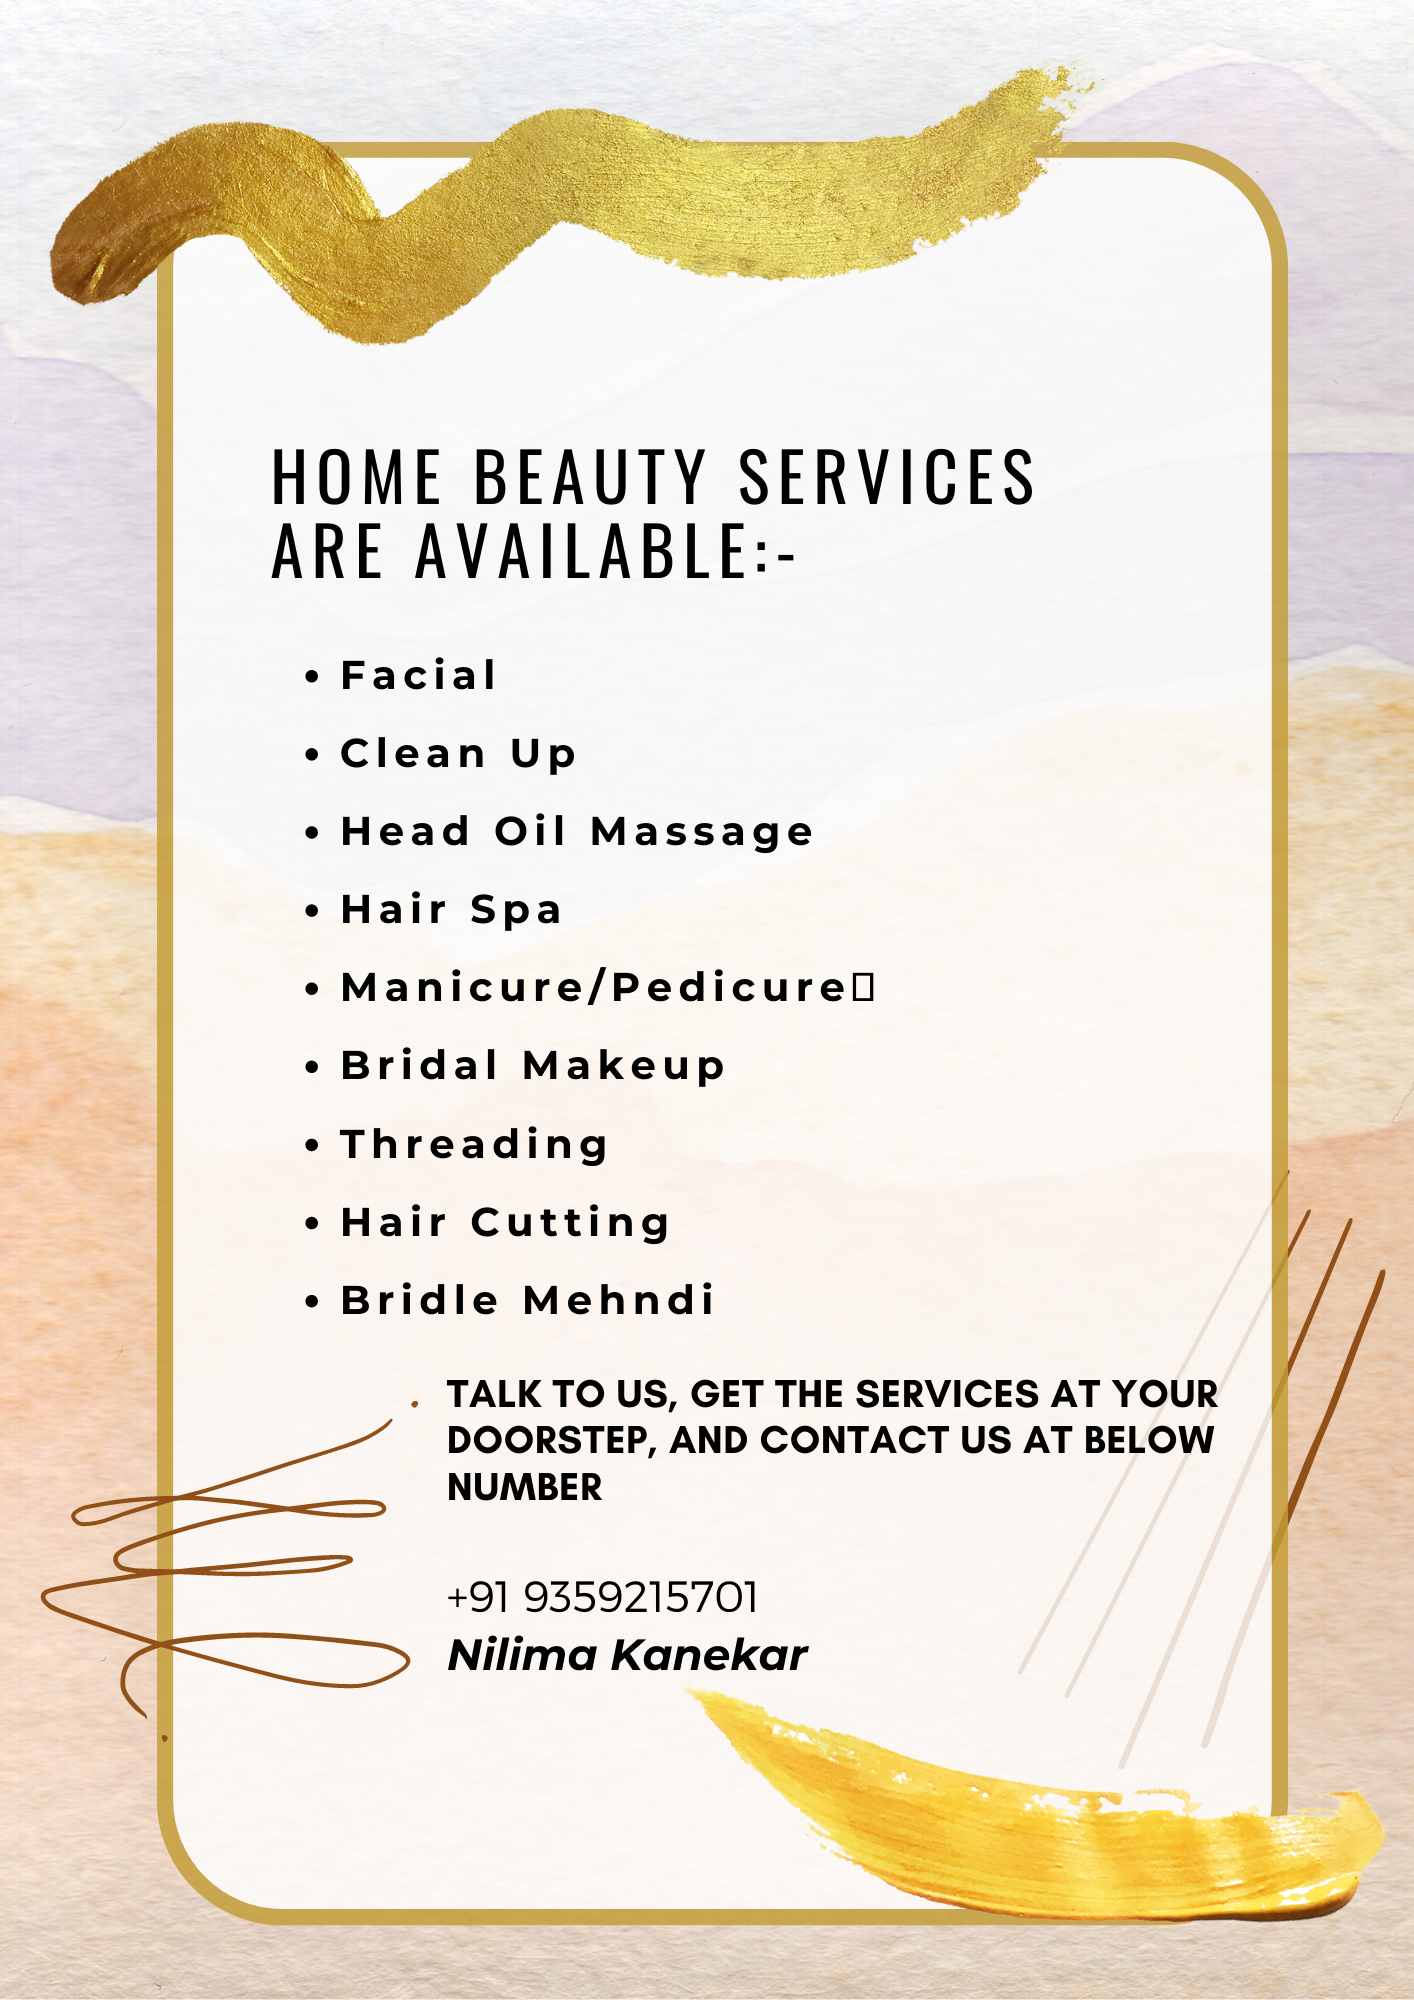 HOME BEAUTY SERVICES
ARE AVAILABLE:-
• Facial
• Clean Up
• Head Oil Massage
• Hair Spa
• Manicure/Pedicure
• Bridal Makeup
• Threading
• Hair Cutting
• Bridle Mehndi
TALK TO US, GET THE SERVICES AT YOUR
DOORSTEP, AND CONTACT US AT BELOW
NUMBER
+91 9359215701
Nilima Kanekar